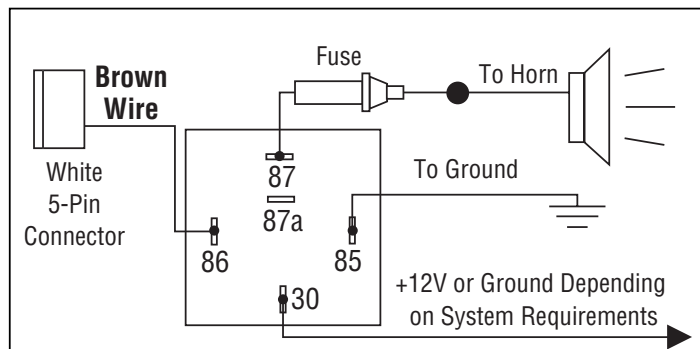 Fuse
To Horn
Brown
Wire
White
5-Pin
Connector
87
87a
To Ground
86
85
30
+12V or Ground Depending
on System Requirements